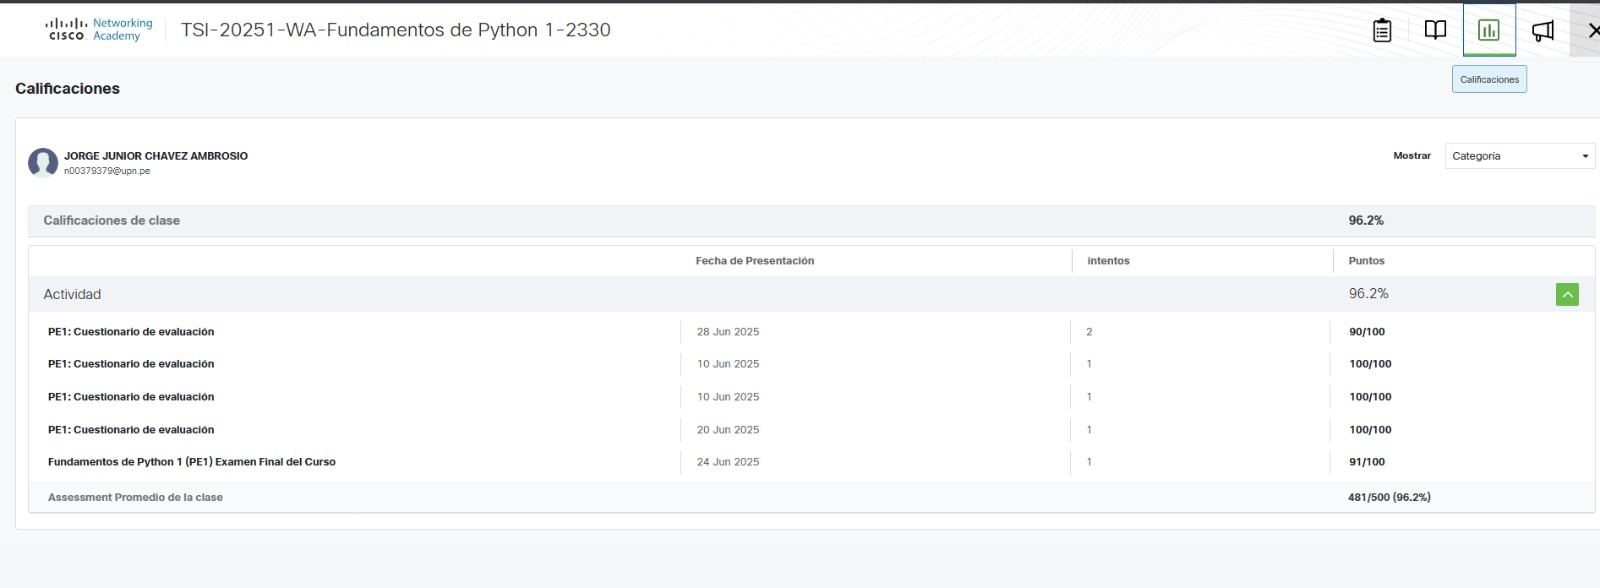 CISCO Networking Academy
TSI-20251-WA-Fundamentos de Python 1-2330
Calificaciones
Calificaciones
JORGE JUNIOR CHAVEZ AMBROSIO
n00379379@upn.pe
Mostrar Categoría
Calificaciones de clase 96.2%
Fecha de Presentación intentos Puntos
Actividad 96.2%
PE1: Cuestionario de evaluación 28 Jun 2025 2 90/100
PE1: Cuestionario de evaluación 10 Jun 2025 1 100/100
PE1: Cuestionario de evaluación 10 Jun 2025 1 100/100
PE1: Cuestionario de evaluación 20 Jun 2025 1 100/100
Fundamentos de Python 1 (PE1) Examen Final del Curso 24 Jun 2025 1 91/100
Assessment Promedio de la clase 481/500 (96.2%)